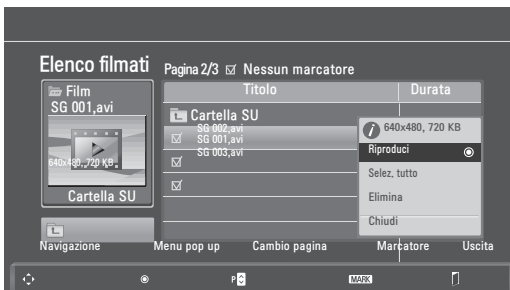 Elenco filmati
Pagina 2/3 Nessun marcatore
Film
SG 001,avi
640x480, 720 KB
Cartella SU
Titolo
Durata
Cartella SU
SG 002,avi
SG 001,avi
SG 003,avi
640x480, 720 KB
Riproduci
Selez, tutto
Elimina
Chiudi
Navigazione
Menu pop up
Cambio pagina
Marcatore
Uscita
P
MARK